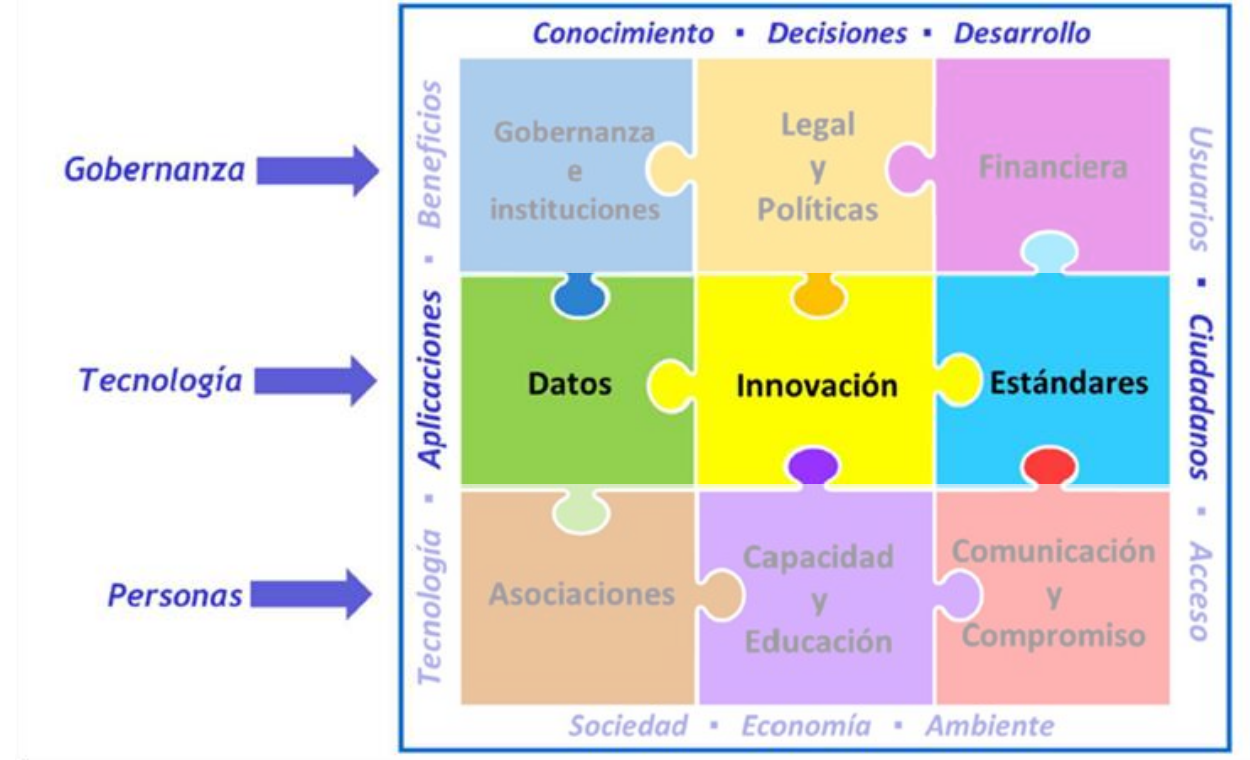 Conocimiento ▪ Decisiones ▪ Desarrollo
Gobernanza
Tecnología
Personas
Tecnología ▪ Aplicaciones ▪ Beneficios
Gobernanza
e
instituciones
Legal
y
Políticas
Financiera
Datos
Innovación
Estándares
Asociaciones
Capacidad
y
Educación
Comunicación
y
Compromiso
Usuarios ▪ Ciudadanos ▪ Acceso
Sociedad ▪ Economía ▪ Ambiente